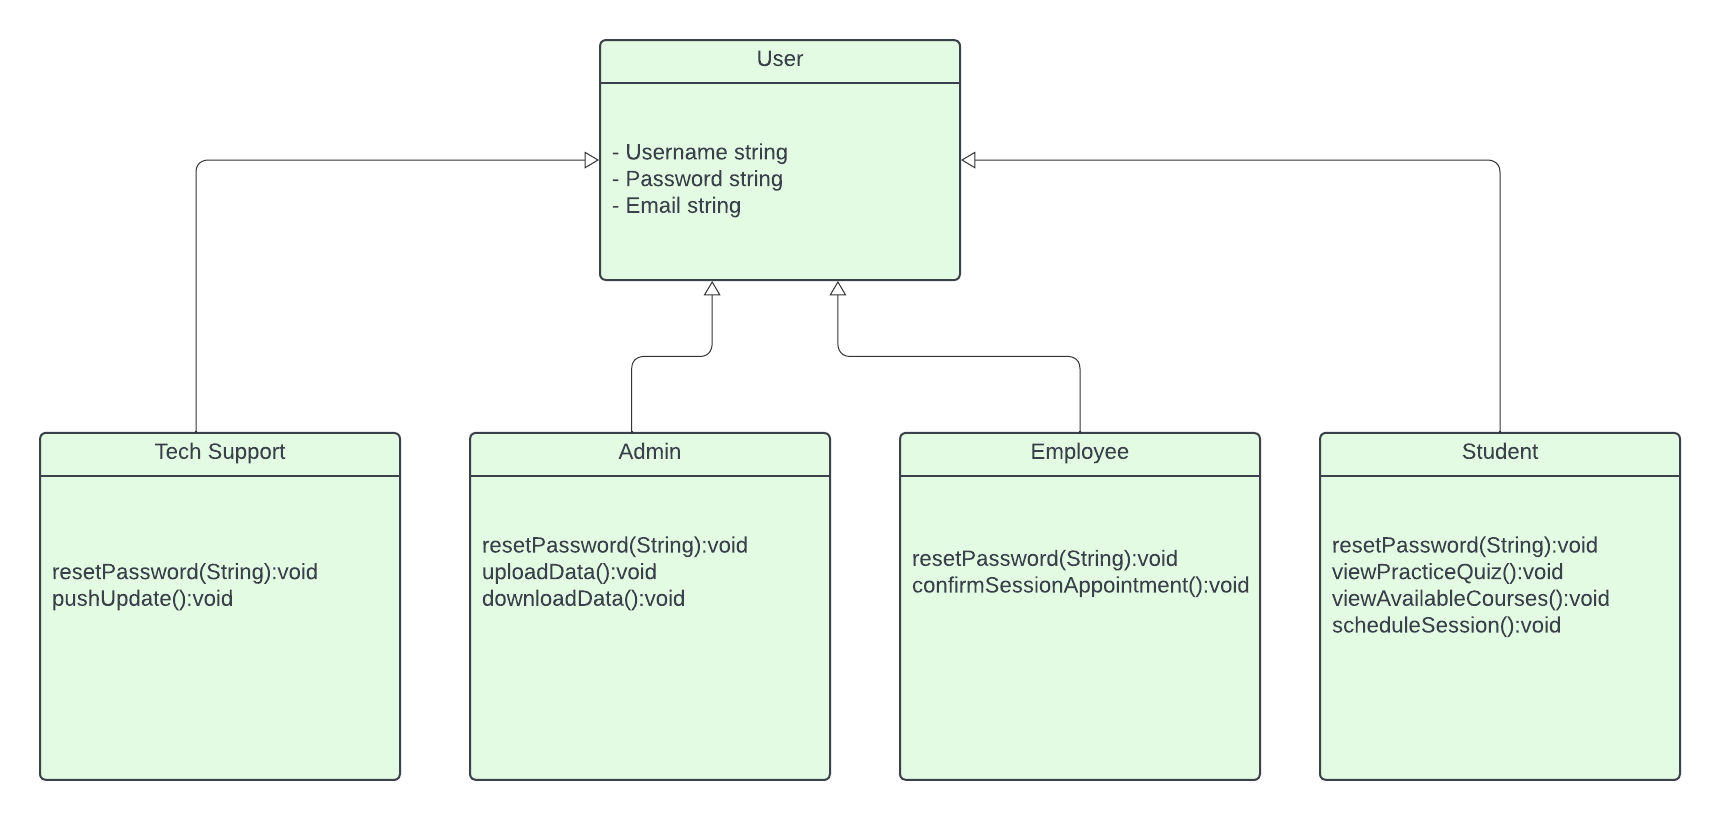 User
- Username string
- Password string
- Email string
Tech Support
resetPassword(String):void
pushUpdate():void
Admin
resetPassword(String):void
uploadData():void
downloadData():void
Employee
resetPassword(String):void
confirmSessionAppointment():void
Student
resetPassword(String):void
viewPracticeQuiz():void
viewAvailableCourses():void
scheduleSession():void